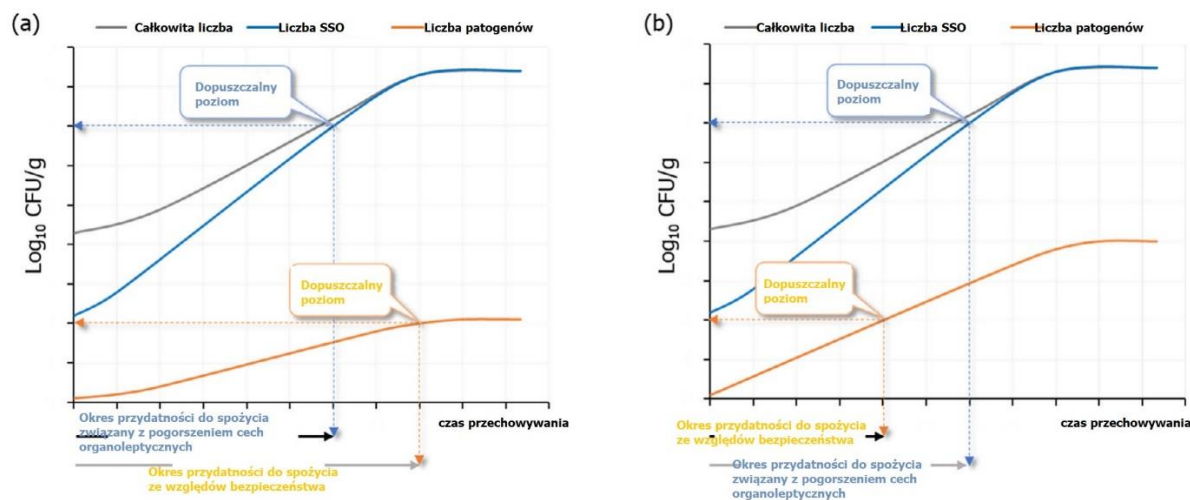 (a)
Całkowita liczba
Liczba SSO
Liczba patogenów
Log₁₀ CFU/g
Dopuszczalny
poziom
Dopuszczalny
poziom
Okres przydatności do spożycia
związany z pogorszeniem cech
organoleptycznych
czas przechowywania
Okres przydatności do spożycia
ze względów bezpieczeństwa
(b)
Całkowita liczba
Liczba SSO
Liczba patogenów
Log₁₀ CFU/g
Dopuszczalny
poziom
Dopuszczalny
poziom
czas przechowywania
Okres przydatności do spożycia
ze względów bezpieczeństwa
Okres przydatności do spożycia
związany z pogorszeniem cech
organoleptycznych